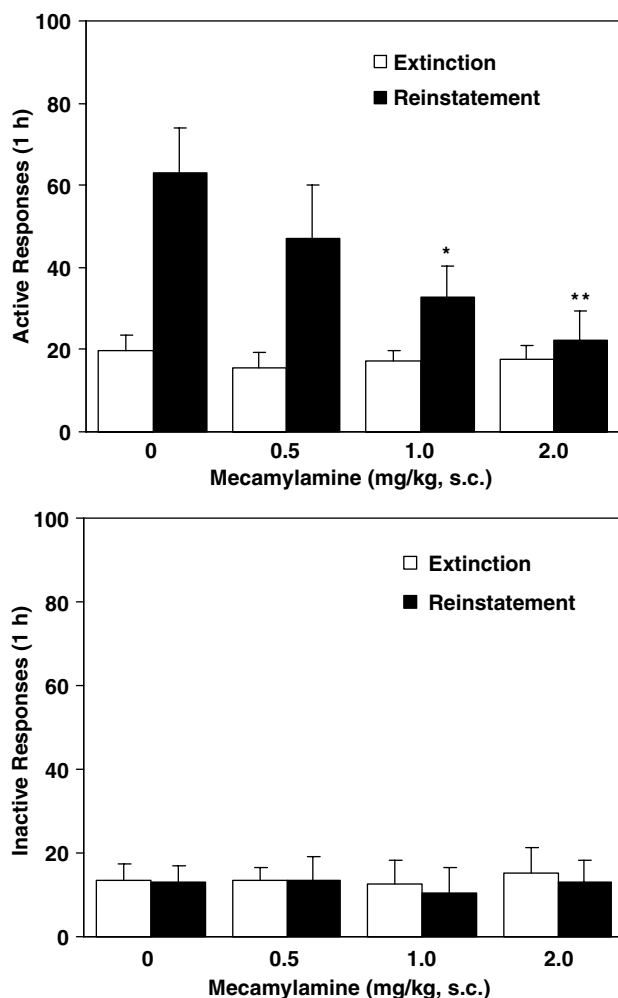 100
80
60
40
20
0
Active Responses (1 h)
Extinction
Reinstatement
*
**
0 0.5 1.0 2.0
Mecamylamine (mg/kg, s.c.)
100
80
60
40
20
0
Inactive Responses (1 h)
Extinction
Reinstatement
0 0.5 1.0 2.0
Mecamylamine (mg/kg, s.c.)